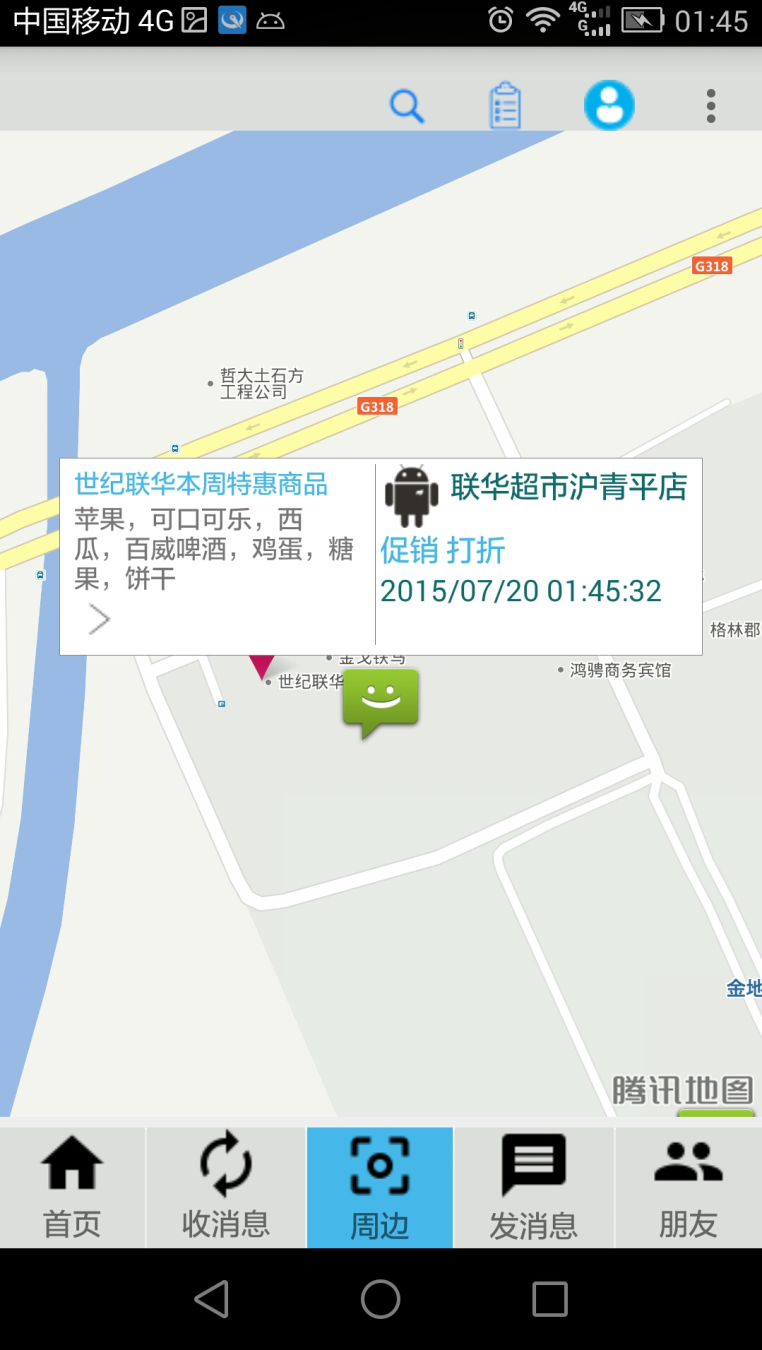 中国移动 4G
4G
G
01:45
G318
哲大土石方
工程公司
G318
世纪联华本周特惠商品
苹果，可口可乐，西
瓜，百威啤酒，鸡蛋，糖
果，饼干
联华超市沪青平店
促销 打折
2015/07/20 01:45:32
格林郡
世纪联华
鸿骋商务宾馆
金地
腾讯地图
首页
收消息
周边
发消息
朋友